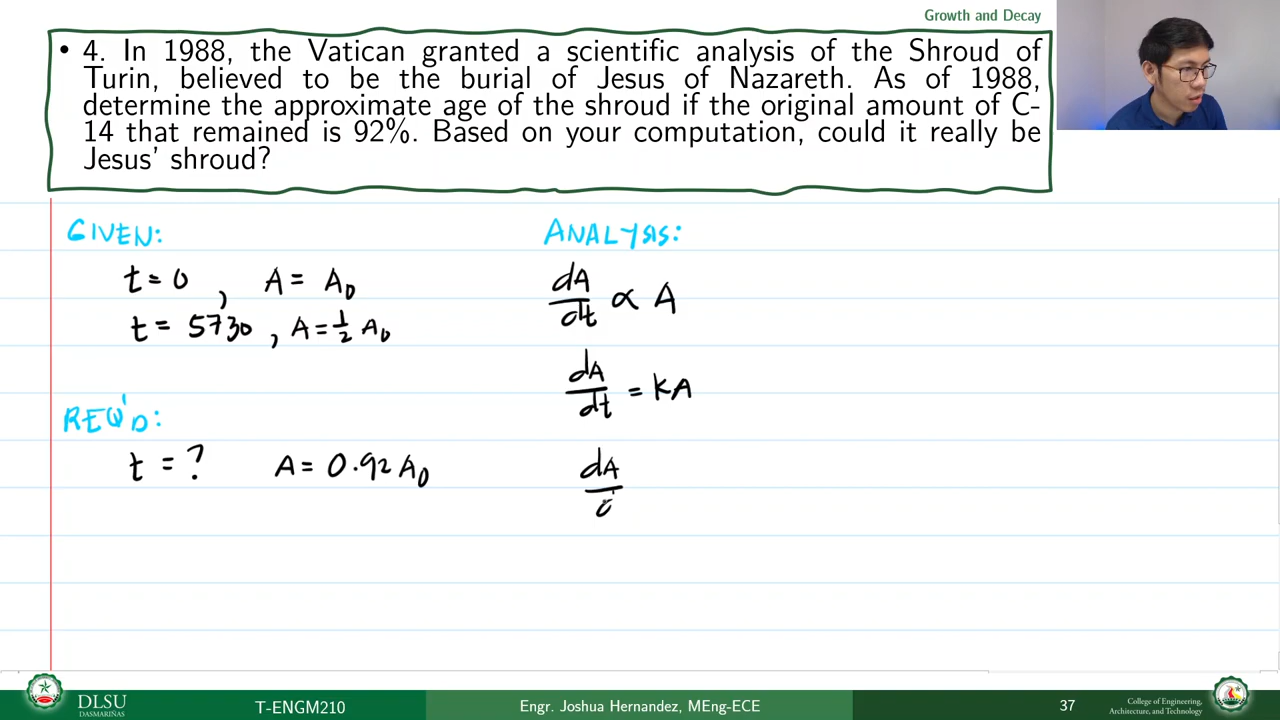 Growth and Decay
• 4. In 1988, the Vatican granted a scientific analysis of the Shroud of
Turin, believed to be the burial of Jesus of Nazareth. As of 1988,
determine the approximate age of the shroud if the original amount of C-
14 that remained is 92%. Based on your computation, could it really be
Jesus' shroud?
GIVEN:
t = 0 , A = A₀
t = 5730 , A = ½ A₀
REQ'D:
t = ? A = 0.92 A₀
ANALYSIS:
dA/dt ∝ A
dA/dt = KA
dA
DLSU
DASMARIÑAS
T-ENGM210
Engr. Joshua Hernandez, MEng-ECE
37
College of Engineering,
Architecture, and Technology